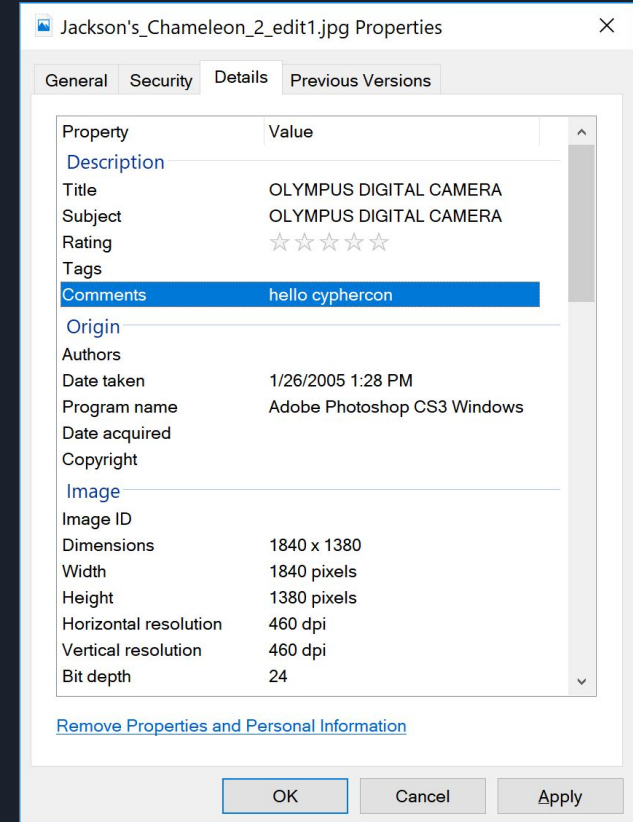 Jackson's_Chameleon_2_edit1.jpg Properties
General Security Details Previous Versions
Property Value
Description
Title OLYMPUS DIGITAL CAMERA
Subject OLYMPUS DIGITAL CAMERA
Rating
Tags
Comments hello cyphercon
Origin
Authors
Date taken 1/26/2005 1:28 PM
Program name Adobe Photoshop CS3 Windows
Date acquired
Copyright
Image
Image ID
Dimensions 1840 x 1380
Width 1840 pixels
Height 1380 pixels
Horizontal resolution 460 dpi
Vertical resolution 460 dpi
Bit depth 24
Remove Properties and Personal Information
OK Cancel Apply